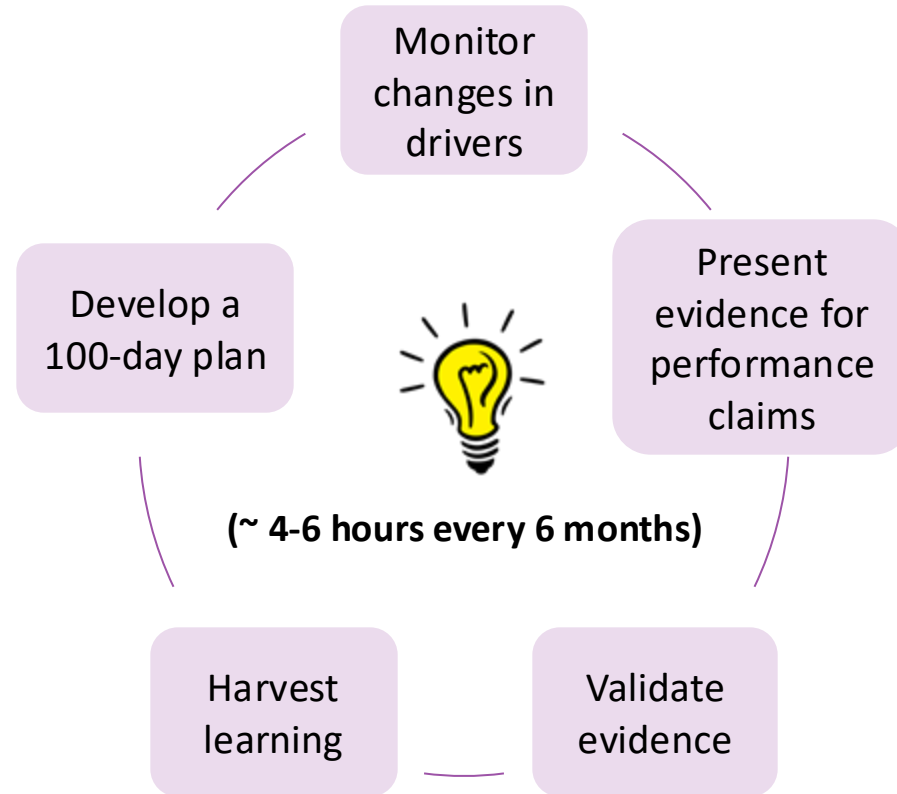 Monitor
changes in
drivers
Present
evidence for
performance
claims
Validate
evidence
Harvest
learning
Develop a
100-day plan
(~ 4-6 hours every 6 months)